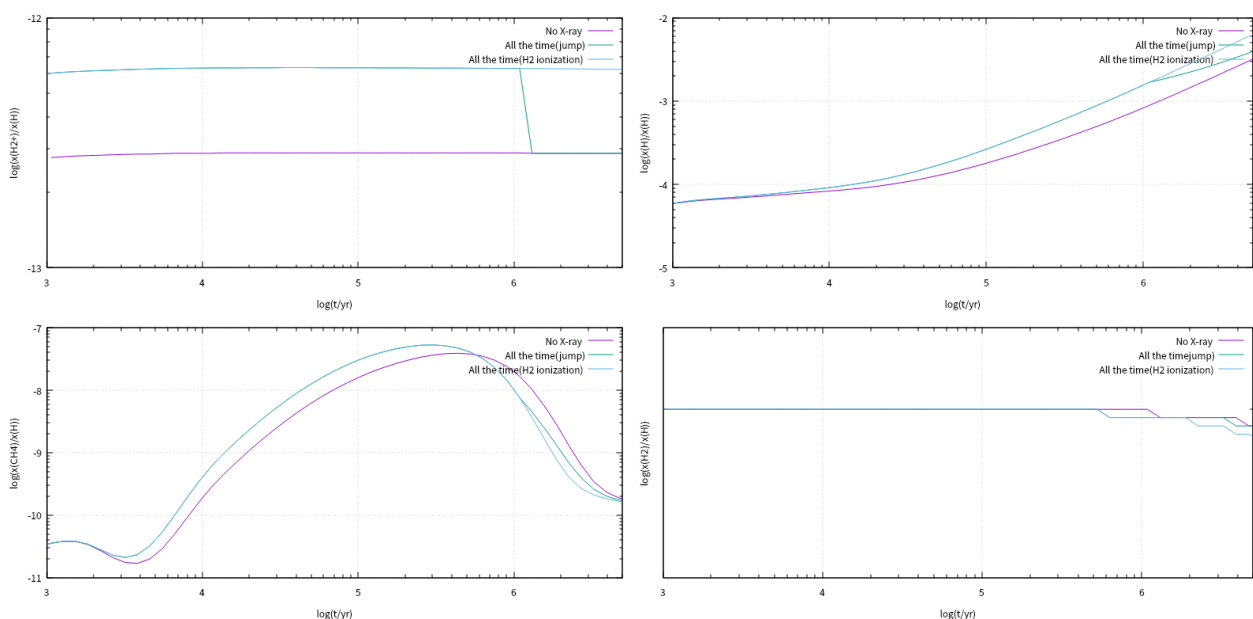 -12
-13
3
4
5
6
log(t/yr)
log(x(H2+)/x(H))
No X-ray
All the time(jump)
All the time(H2 ionization)
-2
-3
-4
-5
3
4
5
6
log(t/yr)
log(x(H)/x(H))
No X-ray
All the time(jump)
All the time(H2 ionization)
-7
-8
-9
-10
-11
3
4
5
6
log(t/yr)
log(x(CH4)/x(H))
No X-ray
All the time(jump)
All the time(H2 ionization)
3
4
5
6
log(t/yr)
log(x(H2)/x(H))
No X-ray
All the timejump)
All the time(H2 ionization)